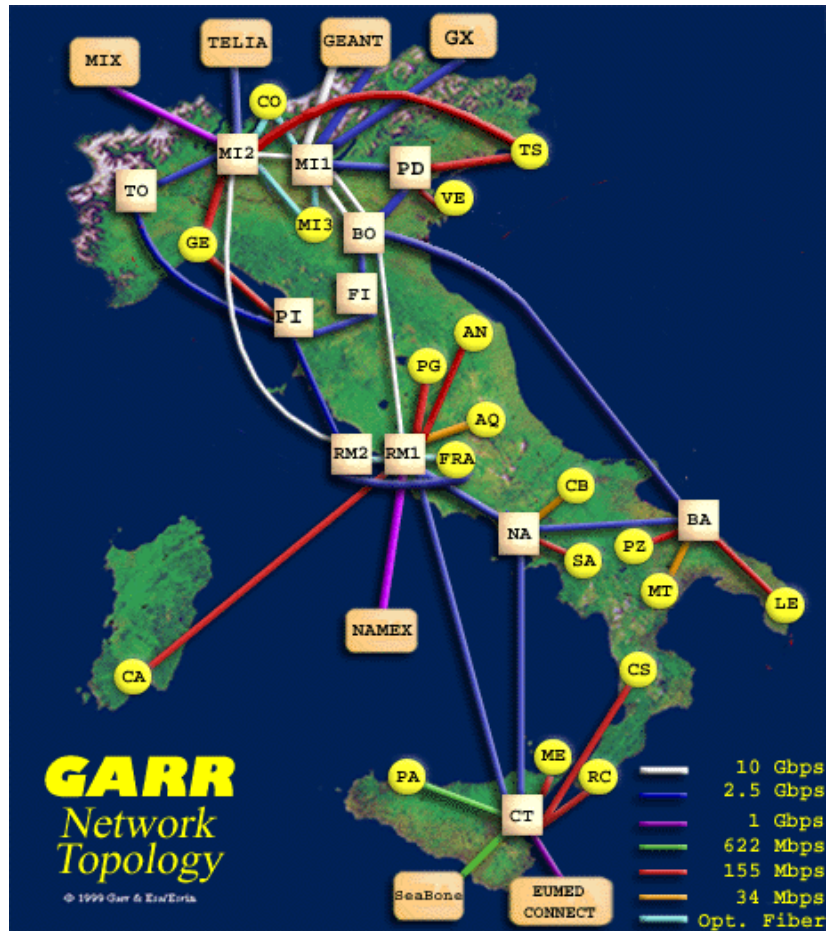 TELIA
GEANT
GX
MIX
CO
MI2
MI1
PD
TS
TO
VE
MI3
BO
GE
FI
PI
AN
PG
AQ
RM2
RM1
FRA
CB
NA
BA
PZ
SA
MT
LE
NAMEX
CA
CS
ME
PA
RC
CT
SeaBone
EUMED
CONNECT
GARR
Network
Topology
© 1999 Garr & Esa/Esrin
10 Gbps
2.5 Gbps
1 Gbps
622 Mbps
155 Mbps
34 Mbps
Opt. Fiber